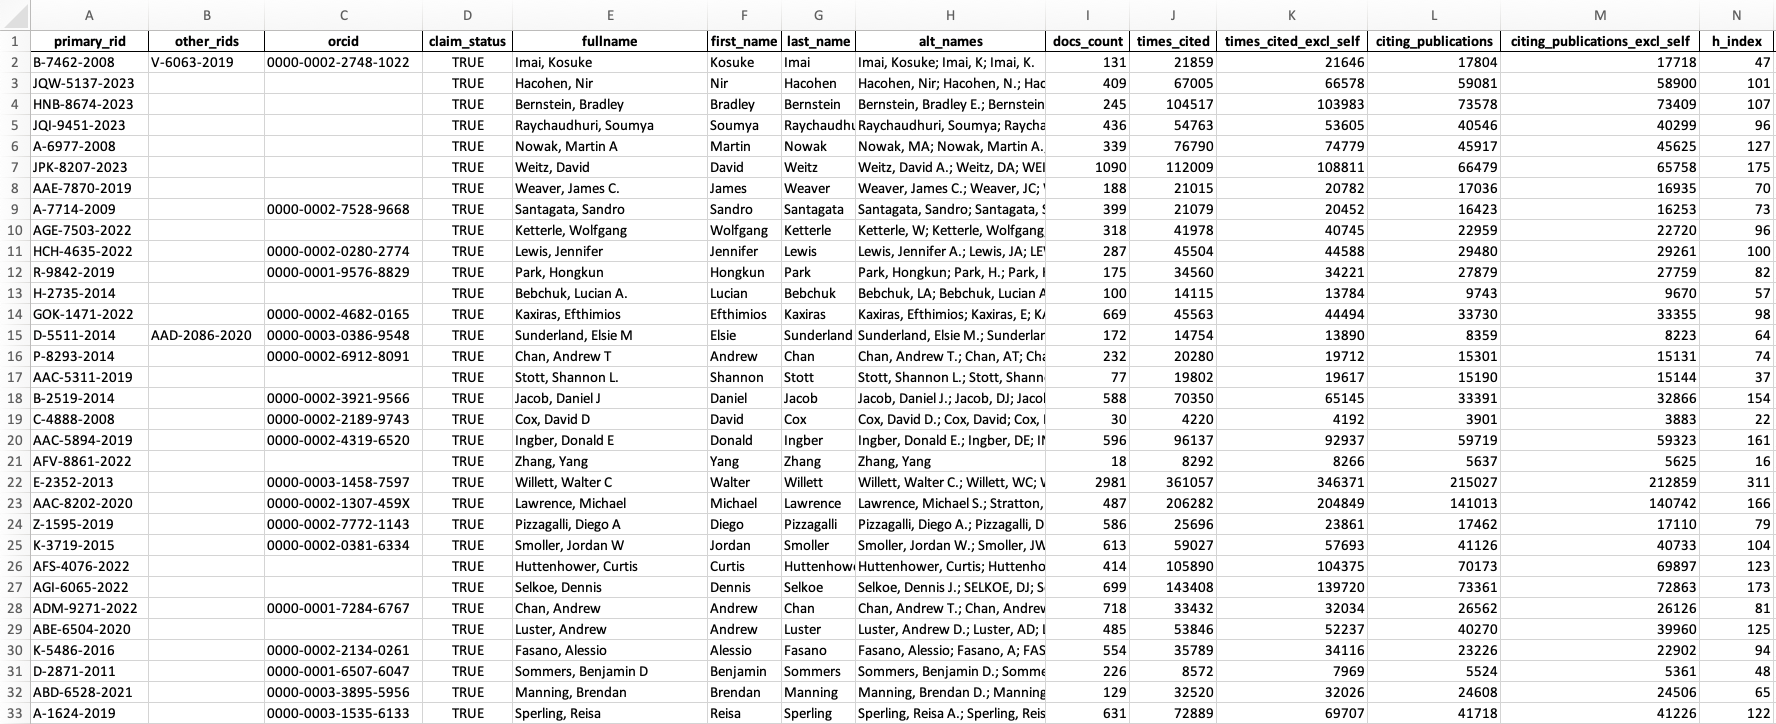 A B C D E F G H I J K L M N
1 primary_rid other_rids orcid claim_status fullname first_name last_name alt_names docs_count times_cited times_cited_excl_self citing_publications citing_publications_excl_self h_index
2 B-7462-2008 V-6063-2019 0000-0002-2748-1022 TRUE Imai, Kosuke Kosuke Imai Imai, Kosuke; Imai, K; Imai, K. 131 21859 21646 17804 17718 47
3 JQW-5137-2023 TRUE Hacohen, Nir Nir Hacohen Hacohen, Nir; Hacohen, N.; Hac 409 67005 66578 59081 58900 101
4 HNB-8674-2023 TRUE Bernstein, Bradley Bradley Bernstein Bernstein, Bradley E.; Bernstein 245 104517 103983 73578 73409 107
5 JQI-9451-2023 TRUE Raychaudhuri, Soumya Soumya Raychaudhu Raychaudhuri, Soumya; Raycha 436 54763 53605 40546 40299 96
6 A-6977-2008 TRUE Nowak, Martin A Martin Nowak Nowak, MA; Nowak, Martin A. 339 76790 74779 45917 45625 127
7 JPK-8207-2023 TRUE Weitz, David David Weitz Weitz, David A.; Weitz, DA; WEI 1090 112009 108811 66479 65758 175
8 AAE-7870-2019 TRUE Weaver, James C. James Weaver Weaver, James C.; Weaver, JC; 188 21015 20782 17036 16935 70
9 A-7714-2009 0000-0002-7528-9668 TRUE Santagata, Sandro Sandro Santagata Santagata, Sandro; Santagata, S 399 21079 20452 16423 16253 73
10 AGE-7503-2022 TRUE Ketterle, Wolfgang Wolfgang Ketterle Ketterle, W; Ketterle, Wolfgang 318 41978 40745 22959 22720 96
11 HCH-4635-2022 0000-0002-0280-2774 TRUE Lewis, Jennifer Jennifer Lewis Lewis, Jennifer A.; Lewis, JA; LE 287 45504 44588 29480 29261 100
12 R-9842-2019 0000-0001-9576-8829 TRUE Park, Hongkun Hongkun Park Park, Hongkun; Park, H.; Park, 175 34560 34221 27879 27759 82
13 H-2735-2014 TRUE Bebchuk, Lucian A. Lucian Bebchuk Bebchuk, LA; Bebchuk, Lucian A 100 14115 13784 9743 9670 57
14 GOK-1471-2022 0000-0002-4682-0165 TRUE Kaxiras, Efthimios Efthimios Kaxiras Kaxiras, Efthimios; Kaxiras, E; KA 669 45563 44494 33730 33355 98
15 D-5511-2014 AAD-2086-2020 0000-0003-0386-9548 TRUE Sunderland, Elsie M Elsie Sunderland Sunderland, Elsie M.; Sunderlar 172 14754 13890 8359 8223 64
16 P-8293-2014 0000-0002-6912-8091 TRUE Chan, Andrew T Andrew Chan Chan, Andrew T.; Chan, AT; Cha 232 20280 19712 15301 15131 74
17 AAC-5311-2019 TRUE Stott, Shannon L. Shannon Stott Stott, Shannon L.; Stott, Shann 77 19802 19617 15190 15144 37
18 B-2519-2014 0000-0002-3921-9566 TRUE Jacob, Daniel J Daniel Jacob Jacob, Daniel J.; Jacob, DJ; Jacol 588 70350 65145 33391 32866 154
19 C-4888-2008 0000-0002-2189-9743 TRUE Cox, David D David Cox Cox, David D.; Cox, David; Cox, 30 4220 4192 3901 3883 22
20 AAC-5894-2019 0000-0002-4319-6520 TRUE Ingber, Donald E Donald Ingber Ingber, Donald E.; Ingber, DE; IN 596 96137 92937 59719 59323 161
21 AFV-8861-2022 TRUE Zhang, Yang Yang Zhang Zhang, Yang 18 8292 8266 5637 5625 16
22 E-2352-2013 0000-0003-1458-7597 TRUE Willett, Walter C Walter Willett Willett, Walter C.; Willett, WC; 2981 361057 346371 215027 212859 311
23 AAC-8202-2020 0000-0002-1307-459X TRUE Lawrence, Michael Michael Lawrence Lawrence, Michael S.; Stratton, 487 206282 204849 141013 140742 166
24 Z-1595-2019 0000-0002-7772-1143 TRUE Pizzagalli, Diego A Diego Pizzagalli Pizzagalli, Diego A.; Pizzagalli, D 586 25696 23861 17462 17110 79
25 K-3719-2015 0000-0002-0381-6334 TRUE Smoller, Jordan W Jordan Smoller Smoller, Jordan W.; Smoller, JW 613 59027 57693 41126 40733 104
26 AFS-4076-2022 TRUE Huttenhower, Curtis Curtis Huttenhow Huttenhower, Curtis; Huttenho 414 105890 104375 70173 69897 123
27 AGI-6065-2022 TRUE Selkoe, Dennis Dennis Selkoe Selkoe, Dennis J.; SELKOE, DJ; S 699 143408 139720 73361 72863 173
28 ADM-9271-2022 0000-0001-7284-6767 TRUE Chan, Andrew Andrew Chan Chan, Andrew T.; Chan, Andrew 718 33432 32034 26562 26126 81
29 ABE-6504-2020 TRUE Luster, Andrew Andrew Luster Luster, Andrew D.; Luster, AD; 485 53846 52237 40270 39960 125
30 K-5486-2016 0000-0002-2134-0261 TRUE Fasano, Alessio Alessio Fasano Fasano, Alessio; Fasano, A; FAS 554 35789 34116 23226 22902 94
31 D-2871-2011 0000-0001-6507-6047 TRUE Sommers, Benjamin D Benjamin Sommers Sommers, Benjamin D.; Somme 226 8572 7969 5524 5361 48
32 ABD-6528-2021 0000-0003-3895-5956 TRUE Manning, Brendan Brendan Manning Manning, Brendan D.; Manning 129 32520 32026 24608 24506 65
33 A-1624-2019 0000-0003-1535-6133 TRUE Sperling, Reisa Reisa Sperling Sperling, Reisa A.; Sperling, Reis 631 72889 69707 41718 41226 122